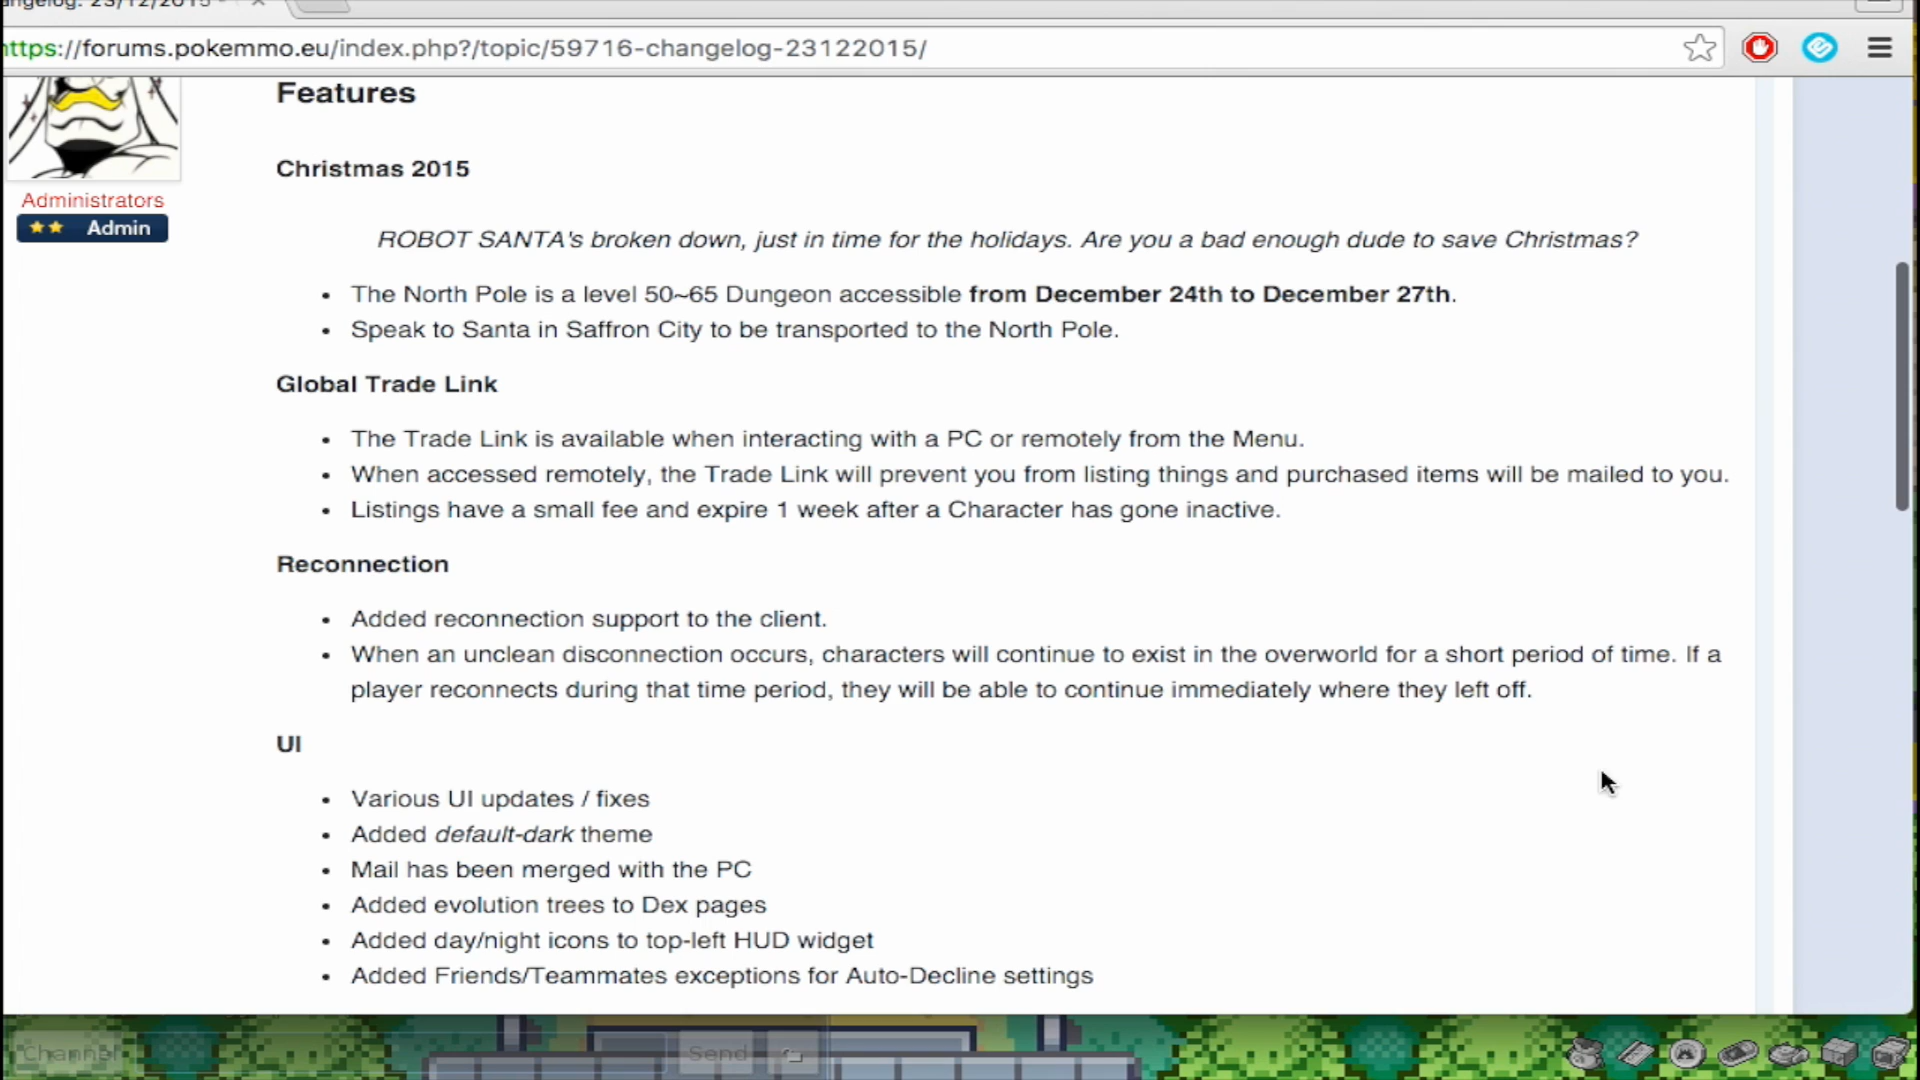 https://forums.pokemmo.eu/index.php?/topic/59716-changelog-23122015/
Features
Christmas 2015
Administrators
Admin
ROBOT SANTA's broken down, just in time for the holidays. Are you a bad enough dude to save Christmas?
• The North Pole is a level 50~65 Dungeon accessible from December 24th to December 27th.
• Speak to Santa in Saffron City to be transported to the North Pole.
Global Trade Link
• The Trade Link is available when interacting with a PC or remotely from the Menu.
• When accessed remotely, the Trade Link will prevent you from listing things and purchased items will be mailed to you.
• Listings have a small fee and expire 1 week after a Character has gone inactive.
Reconnection
• Added reconnection support to the client.
• When an unclean disconnection occurs, characters will continue to exist in the overworld for a short period of time. If a
player reconnects during that time period, they will be able to continue immediately where they left off.
UI
• Various UI updates / fixes
• Added default-dark theme
• Mail has been merged with the PC
• Added evolution trees to Dex pages
• Added day/night icons to top-left HUD widget
• Added Friends/Teammates exceptions for Auto-Decline settings
Channel
Send